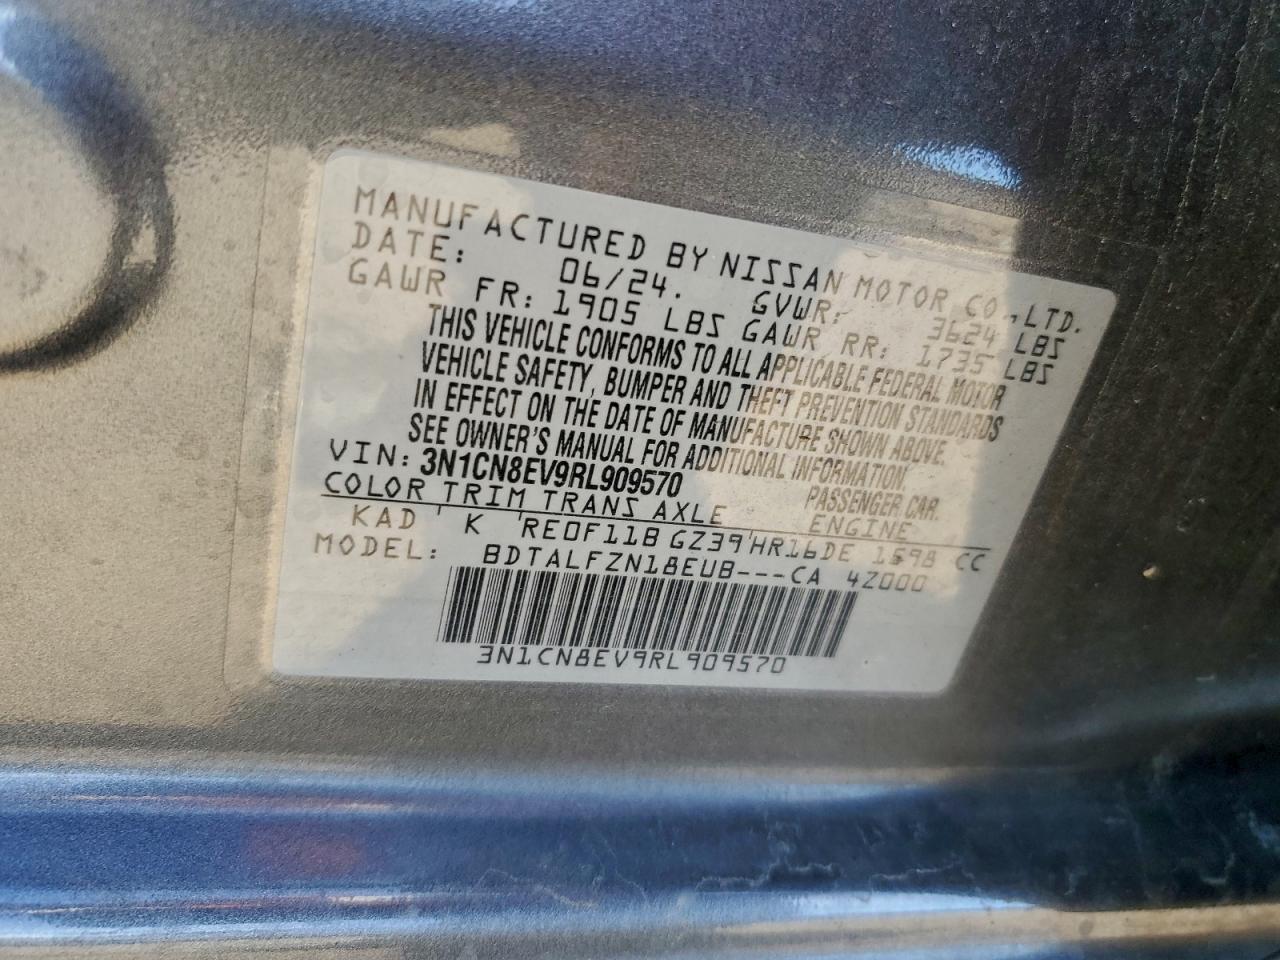 MANUFACTURED BY NISSAN MOTOR CO.,LTD.
DATE: 06/24. GVWR: 3624 LBS
GAWR FR: 1905 LBS GAWR RR: 1735 LBS
THIS VEHICLE CONFORMS TO ALL APPLICABLE FEDERAL MOTOR
VEHICLE SAFETY, BUMPER AND THEFT PREVENTION STANDARDS
IN EFFECT ON THE DATE OF MANUFACTURE SHOWN ABOVE.
SEE OWNER'S MANUAL FOR ADDITIONAL INFORMATION.
VIN: 3N1CN8EV9RL909570 PASSENGER CAR.
COLOR TRIM TRANS AXLE ENGINE
KAD K RE0F11B GZ39 HR16DE 1598 CC
MODEL: BDTALFZN18EUB---CA 4Z000
3N1CN8EV9RL909570